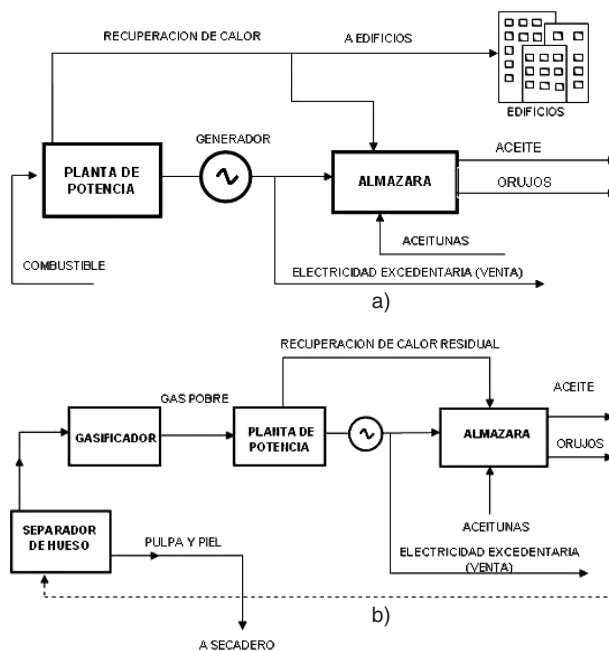 RECUPERACION DE CALOR
A EDIFICIOS
EDIFICIOS
GENERADOR
PLANTA DE
POTENCIA
ALMAZARA
ACEITE
ORUJOS
ACEITUNAS
COMBUSTIBLE
ELECTRICIDAD EXCEDENTARIA (VENTA)
a)
RECUPERACION DE CALOR RESIDUAL
ACEITE
GAS POBRE
GASIFICADOR
PLANTA DE
POTENCIA
ALMAZARA
ORUJOS
SEPARADOR
DE HUESO
PULPA Y PIEL
ACEITUNAS
ELECTRICIDAD EXCEDENTARIA
(VENTA)
b)
A SECADERO